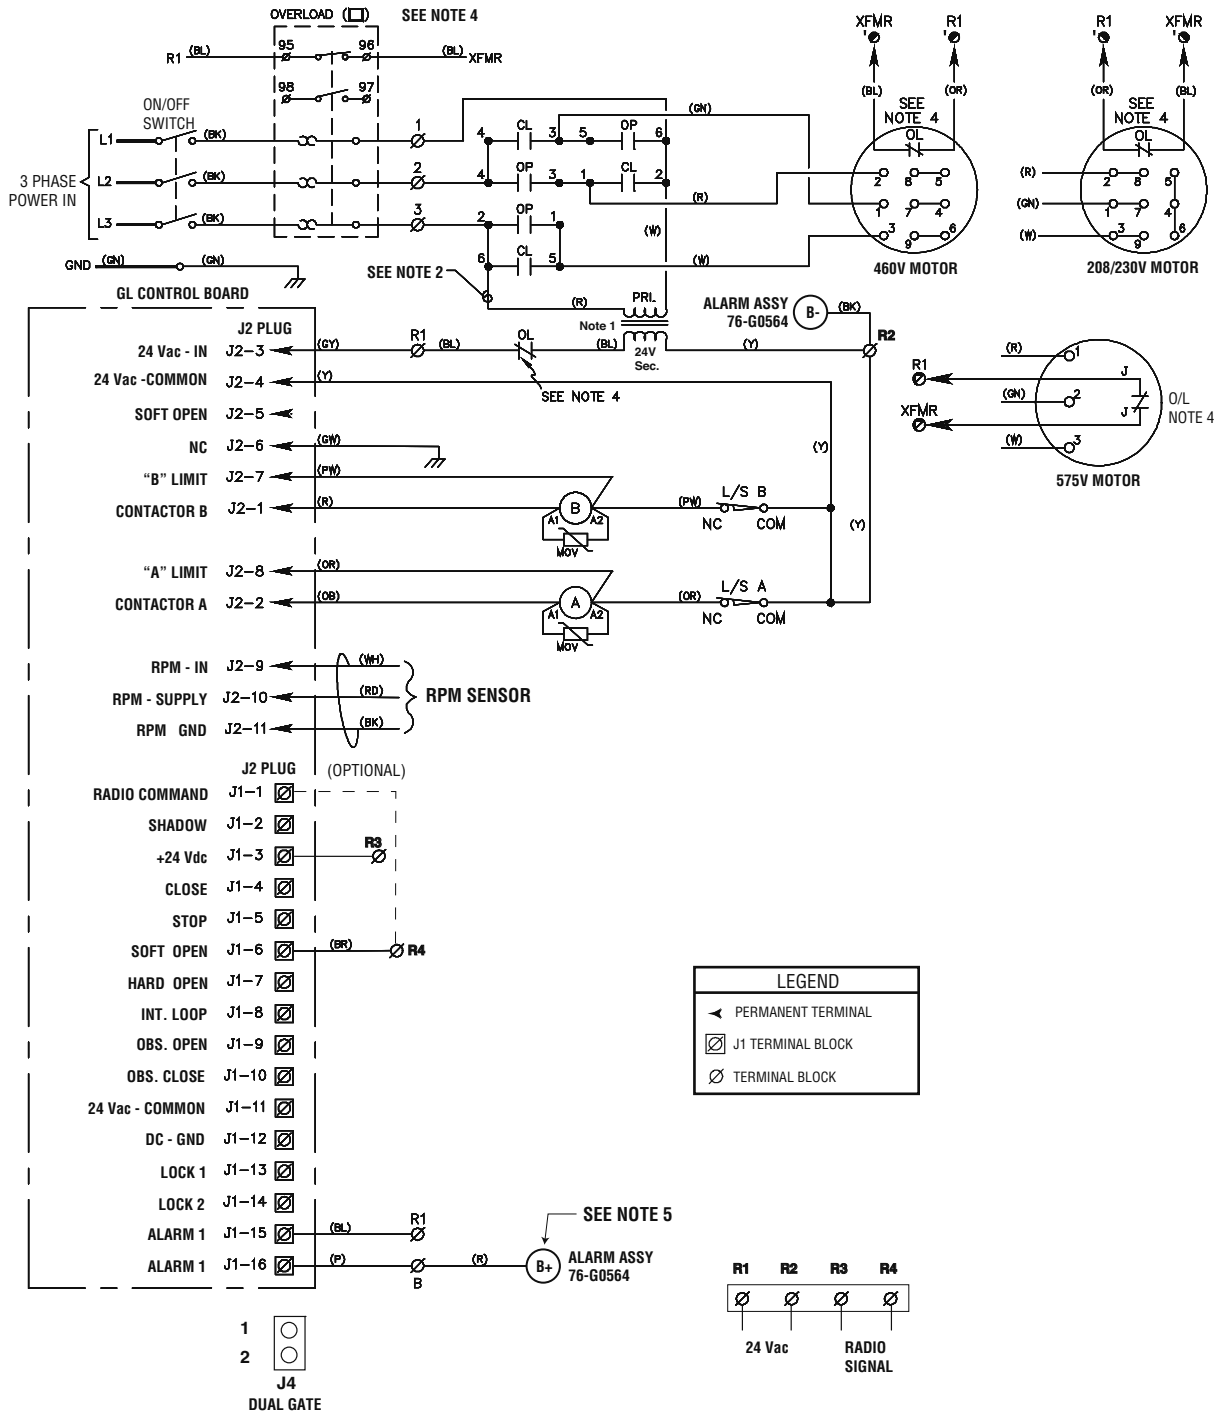 OVERLOAD SEE NOTE 4
XFMR R1 R1 XFMR
R1 (BL) 95 96 (BL) XFMR
98 97
(BL) (OR) (OR) (BL)
ON/OFF
SWITCH
SEE
NOTE 4
SEE
NOTE 4
OL OL
3 PHASE
POWER IN
L1 (BK) 1 4 CL 3 5 OP 6 (GN)
L2 (BK) 2 4 OP 3 1 CL 2 (R)
L3 (BK) 3 2 OP 1 (W)
6 CL 5 (W)
2 8 5
1 7 4
3 9 6
460V MOTOR
(R) 2 8 5
(GN) 1 7 4
(W) 3 9 6
208/230V MOTOR
GND (GN) (GN)
SEE NOTE 2
GL CONTROL BOARD
(R) PRI.
Note 1
24V
Sec.
ALARM ASSY
76-G0564
B- (BK)
R2
J2 PLUG
24 Vac - IN J2-3 (GY) R1 (BL) OL (BL) (Y)
24 Vac -COMMON J2-4 (Y)
SEE NOTE 4
SOFT OPEN J2-5
NC J2-6 (GW)
(Y)
"B" LIMIT J2-7 (PW)
CONTACTOR B J2-1 (R) B (PW) L/S B
A1 A2 NC COM
MOV
(Y)
"A" LIMIT J2-8 (OR)
CONTACTOR A J2-2 (OB) A (OR) L/S A
A1 A2 NC COM
MOV
R1 (R) 1
J
(GN) 2
XFMR J
(W) 3
O/L
NOTE 4
575V MOTOR
RPM - IN J2-9 (WH)
RPM - SUPPLY J2-10 (RD)
RPM GND J2-11 (BK)
RPM SENSOR
J2 PLUG (OPTIONAL)
RADIO COMMAND J1-1
SHADOW J1-2
+24 Vdc J1-3 R3
CLOSE J1-4
STOP J1-5
SOFT OPEN J1-6 (BR) R4
HARD OPEN J1-7
INT. LOOP J1-8
OBS. OPEN J1-9
OBS. CLOSE J1-10
24 Vac - COMMON J1-11
DC - GND J1-12
LOCK 1 J1-13
LOCK 2 J1-14
ALARM 1 J1-15 (BL) R1
ALARM 1 J1-16 (P) B (R) B+
SEE NOTE 5
ALARM ASSY
76-G0564
LEGEND
PERMANENT TERMINAL
J1 TERMINAL BLOCK
TERMINAL BLOCK
R1 R2 R3 R4
24 Vac
RADIO
SIGNAL
1
2
J4
DUAL GATE